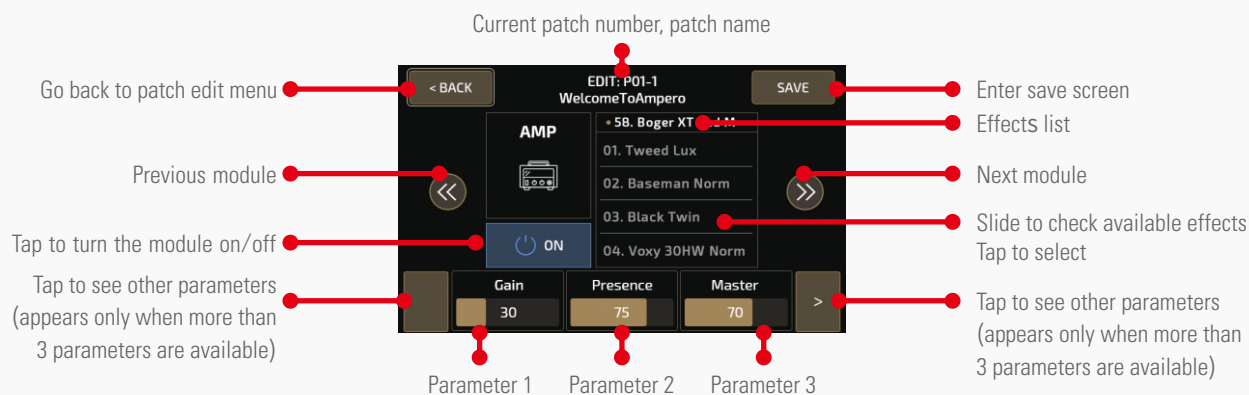 Current patch number, patch name
Go back to patch edit menu
< BACK
EDIT: P01-1
WelcomeToAmpero
SAVE
Enter save screen
AMP
• 58. Boger XT M
Effects list
01. Tweed Lux
Previous module
02. Baseman Norm
Next module
03. Black Twin
Slide to check available effects
Tap to select
Tap to turn the module on/off
ON
04. Voxy 30HW Norm
Tap to see other parameters
(appears only when more than
3 parameters are available)
Gain
Presence
Master
30
75
70
>
Tap to see other parameters
(appears only when more than
3 parameters are available)
Parameter 1
Parameter 2
Parameter 3